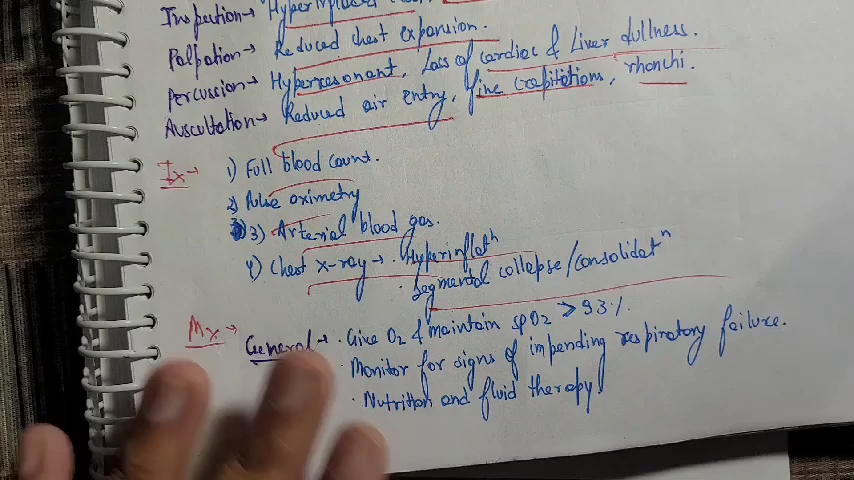 Inspection → Hyperinflated
Palpation → Reduced chest expansion.
Percussion → Hyperresonant, Loss of cardiac & Liver dullness.
Auscultation → Reduced air entry, fine crepitations, rhonchi.
Ix → 1) Full blood count.
2) Pulse oximetry
3) Arterial blood gas.
4) Chest x-ray → · Hyperinflatⁿ
· Segmental collapse/consolidatⁿ
Mx → General → · Give O2 & maintain SpO2 ≥ 93%.
· Monitor for signs of impending respiratory failure.
· Nutrition and fluid therapy